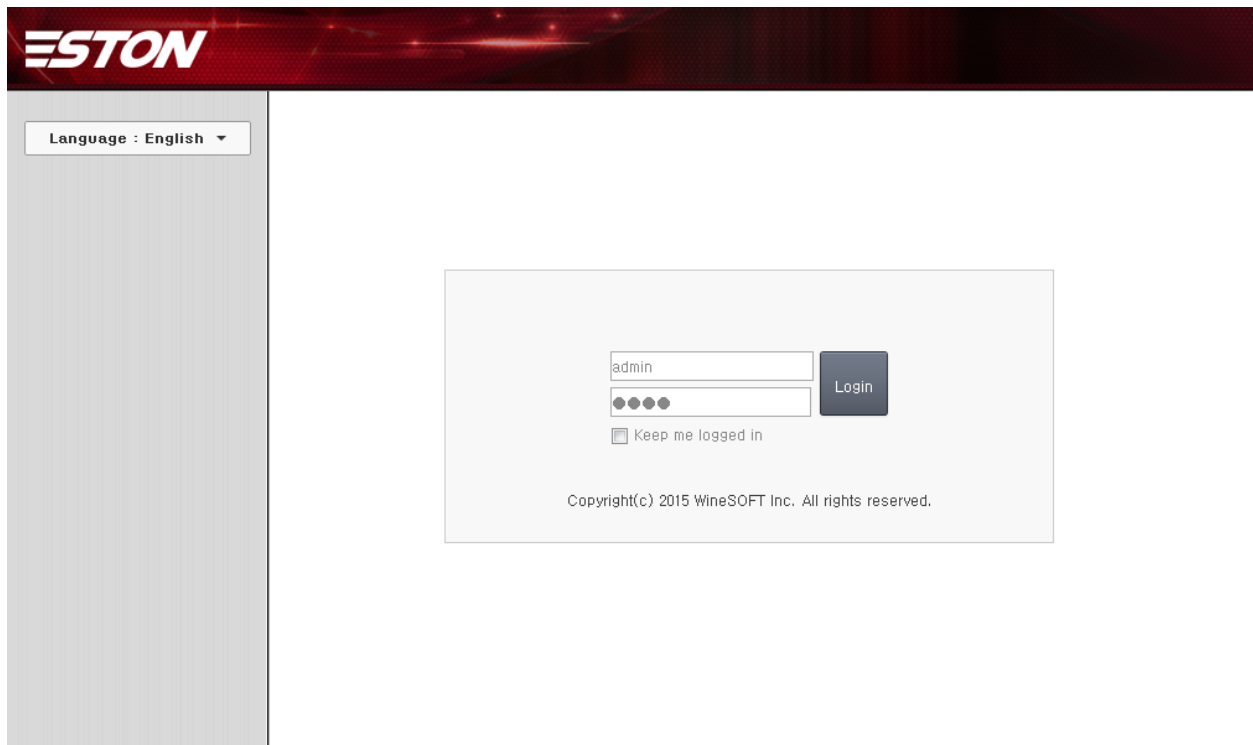 ESTON
Language : English
admin
Login
●●●●
Keep me logged in
Copyright(c) 2015 WineSOFT Inc. All rights reserved.